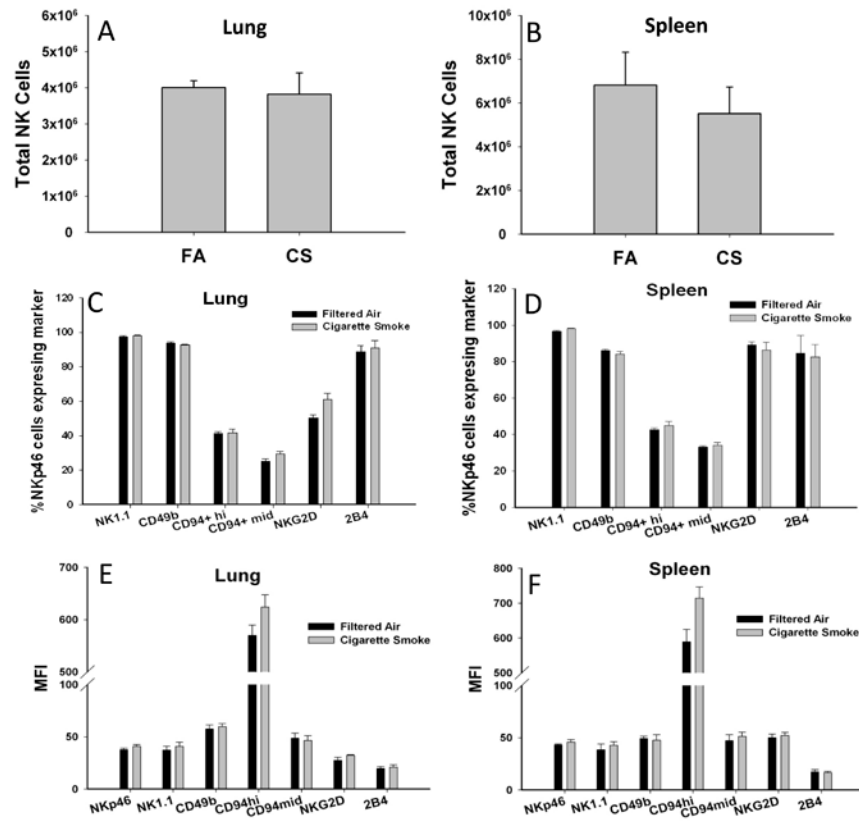 A
Lung
Total NK Cells
6x10⁶
5x10⁶
4x10⁶
3x10⁶
2x10⁶
1x10⁶
0
FA
CS
B
Spleen
Total NK Cells
10x10⁶
8x10⁶
6x10⁶
4x10⁶
2x10⁶
0
FA
CS
C
Lung
%NKp46 cells expresing marker
120
100
80
60
40
20
0
Filtered Air
Cigarette Smoke
NK1.1
CD49b
CD94+ hi
CD94+ mid
NKG2D
2B4
D
Spleen
%NKp46 cells expresing marker
120
100
80
60
40
20
0
Filtered Air
Cigarette Smoke
NK1.1
CD49b
CD94+ hi
CD94+ mid
NKG2D
2B4
E
Lung
MFI
700
600
500
100
50
0
Filtered Air
Cigarette Smoke
NKp46
NK1.1
CD49b
CD94hi
CD94mid
NKG2D
2B4
F
Spleen
MFI
800
700
600
500
100
50
0
Filtered Air
Cigarette Smoke
NKp46
NK1.1
CD49b
CD94hi
CD94mid
NKG2D
2B4